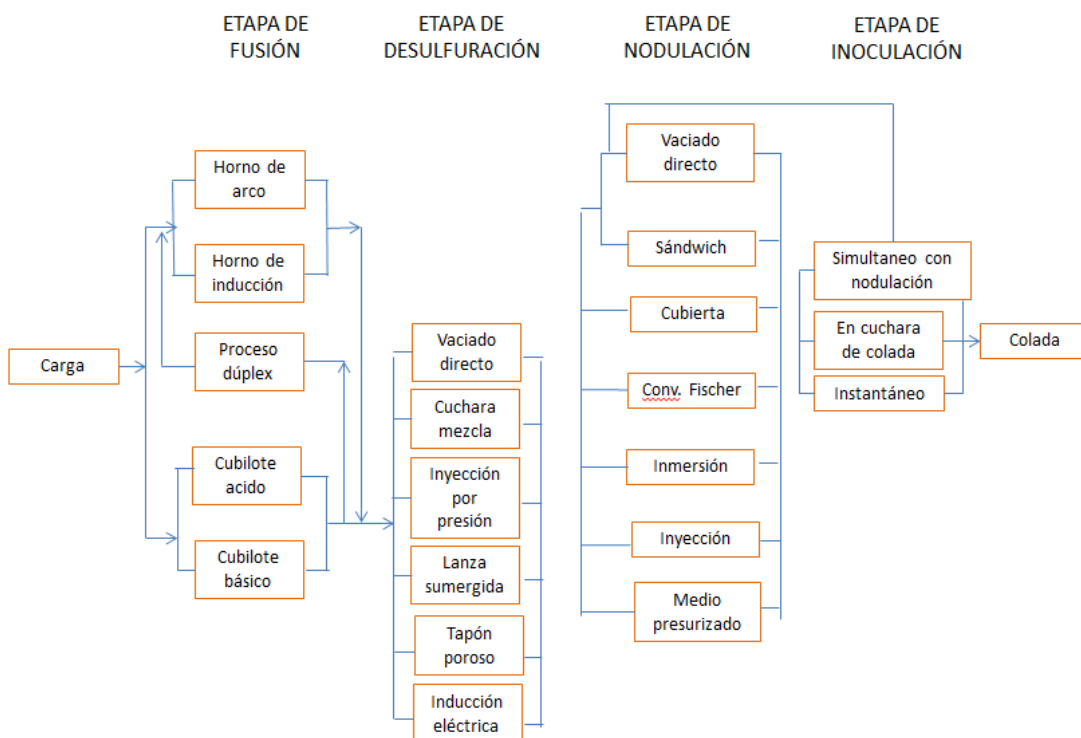 ETAPA DE
FUSIÓN
ETAPA DE
DESULFURACIÓN
ETAPA DE
NODULACIÓN
ETAPA DE
INOCULACIÓN
Carga
Horno de
arco
Horno de
inducción
Proceso
dúplex
Cubilote
acido
Cubilote
básico
Vaciado
directo
Cuchara
mezcla
Inyección
por
presión
Lanza
sumergida
Tapón
poroso
Inducción
eléctrica
Vaciado
directo
Sándwich
Cubierta
Conv. Fischer
Inmersión
Inyección
Medio
presurizado
Simultaneo con
nodulación
En cuchara
de colada
Instantáneo
Colada